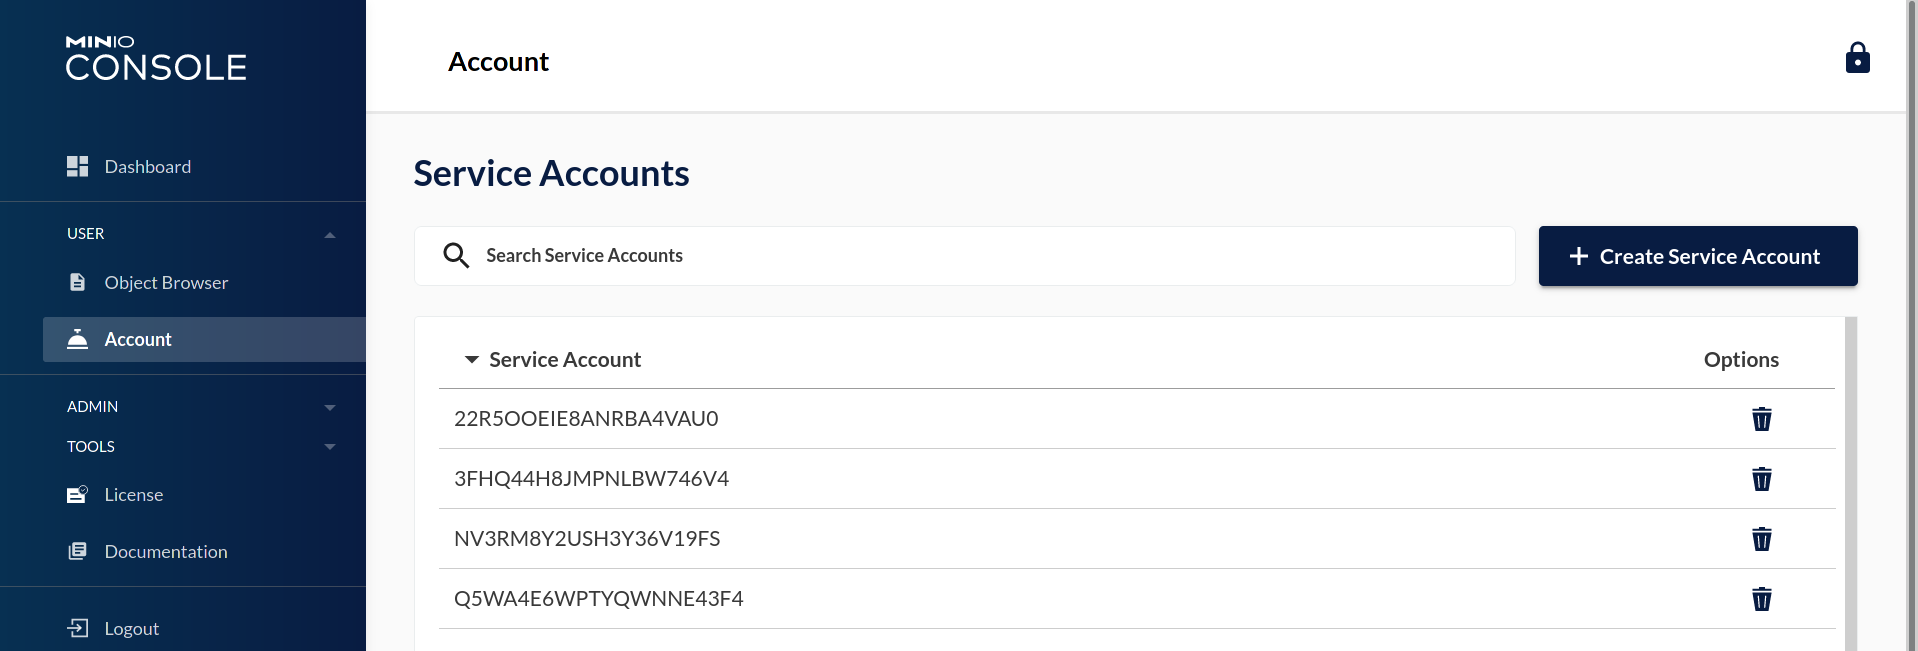 MINIO
CONSOLE
Dashboard
USER
Object Browser
Account
ADMIN
TOOLS
License
Documentation
Logout
Account
Service Accounts
Search Service Accounts
+ Create Service Account
Service Account Options
22R5OOEIE8ANRBA4VAU0
3FHQ44H8JMPNLBW746V4
NV3RM8Y2USH3Y36V19FS
Q5WA4E6WPTYQWNNE43F4